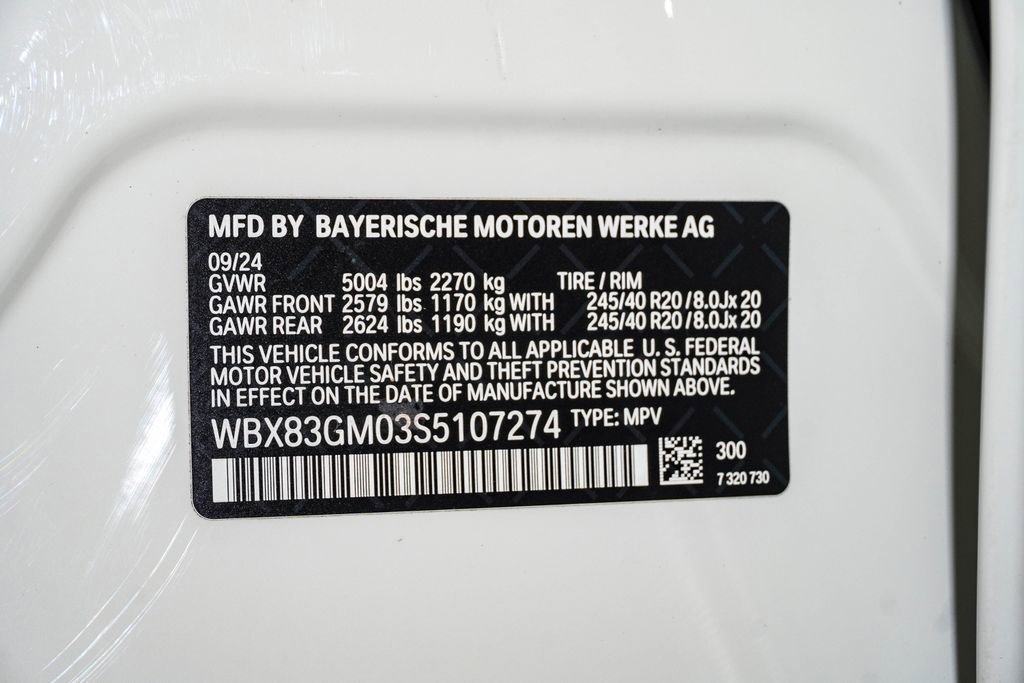 MFD BY BAYERISCHE MOTOREN WERKE AG
09/24
GVWR 5004 lbs 2270 kg TIRE / RIM
GAWR FRONT 2579 lbs 1170 kg WITH 245/40 R20 / 8.0Jx 20
GAWR REAR 2624 lbs 1190 kg WITH 245/40 R20 / 8.0Jx 20
THIS VEHICLE CONFORMS TO ALL APPLICABLE U. S. FEDERAL
MOTOR VEHICLE SAFETY AND THEFT PREVENTION STANDARDS
IN EFFECT ON THE DATE OF MANUFACTURE SHOWN ABOVE.
WBX83GM03S5107274 TYPE: MPV
300
7 320 730